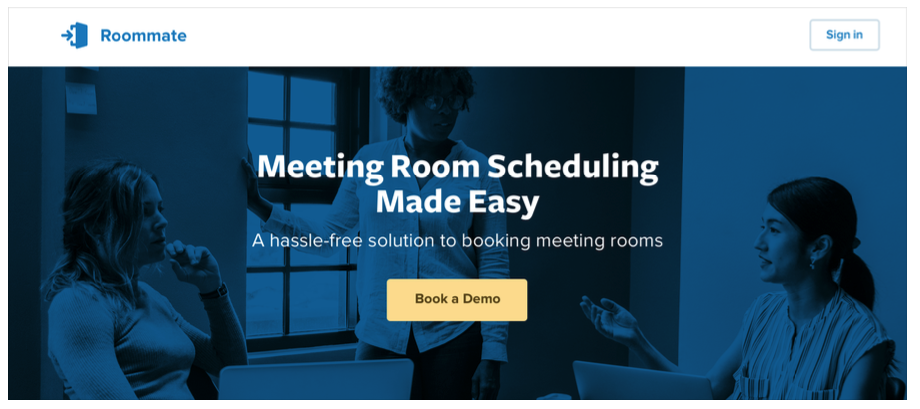 Roommate
Sign in
Meeting Room Scheduling
Made Easy
A hassle-free solution to booking meeting rooms
Book a Demo